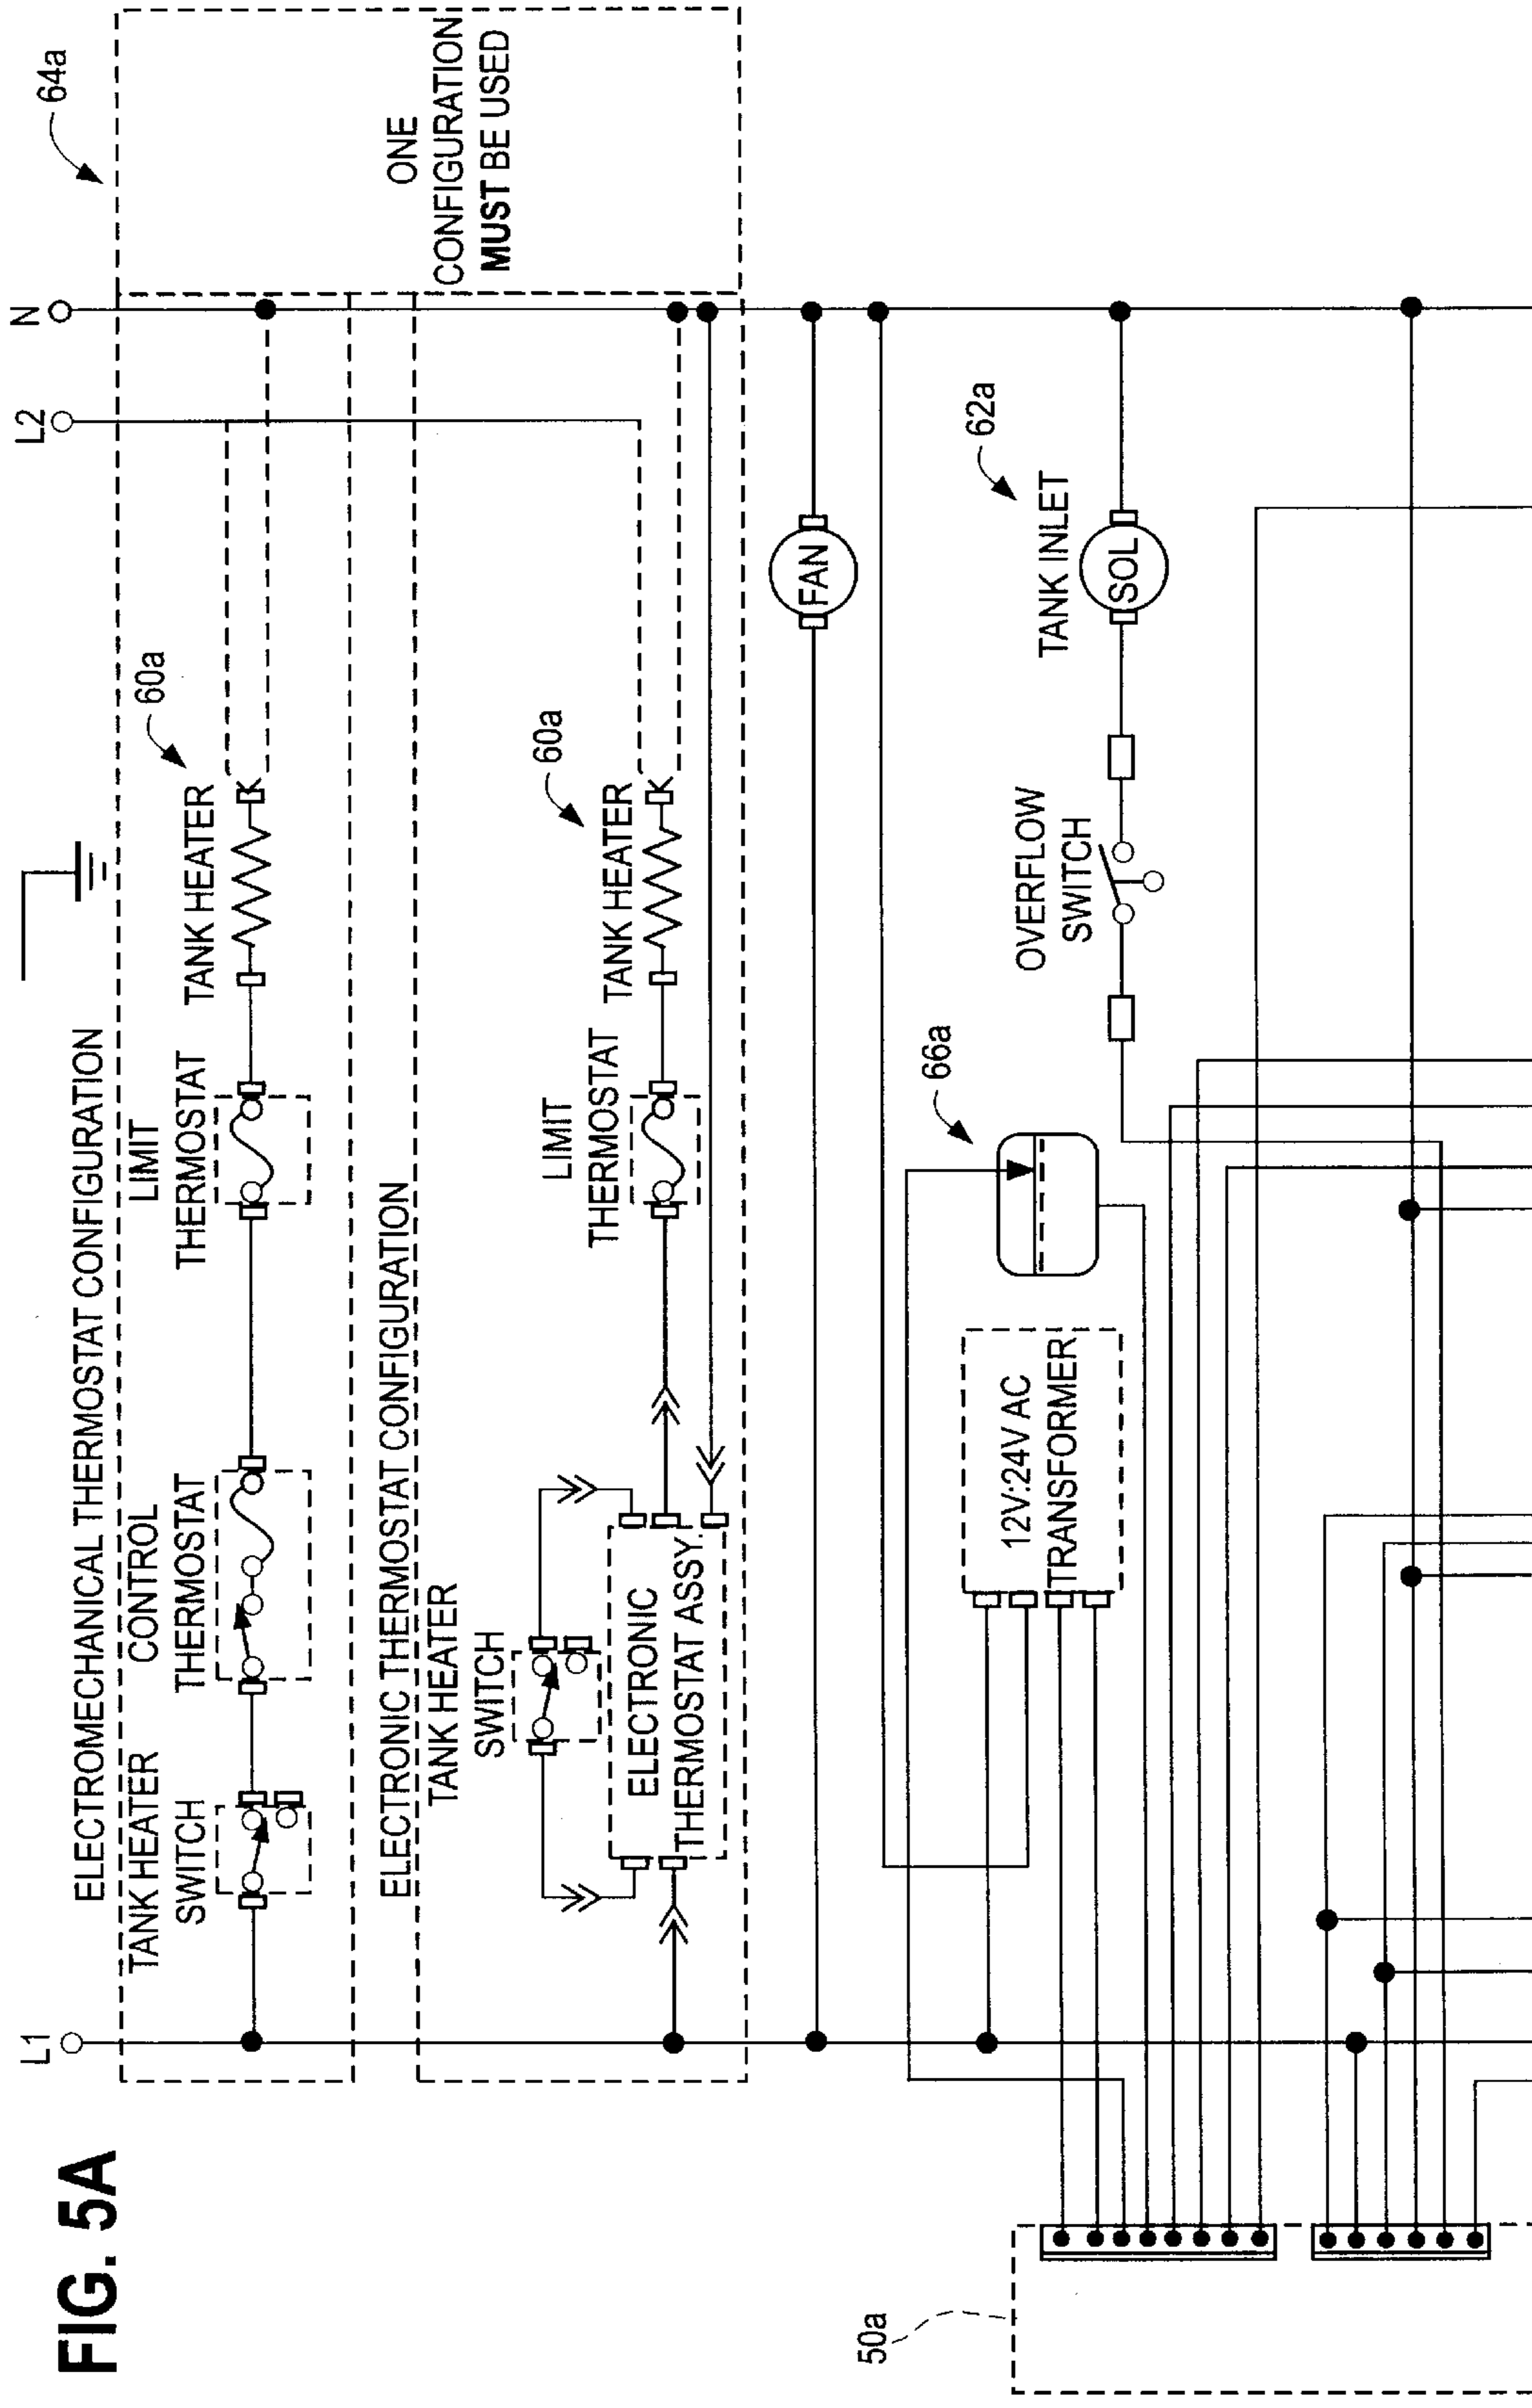 FIG. 5A
L1
L2
N
64a
ELECTROMECHANICAL THERMOSTAT CONFIGURATION
TANK HEATER
SWITCH
CONTROL
THERMOSTAT
LIMIT
THERMOSTAT
TANK HEATER
60a
ONE
CONFIGURATION
MUST BE USED
ELECTRONIC THERMOSTAT CONFIGURATION
TANK HEATER
SWITCH
ELECTRONIC
THERMOSTAT ASSY.
LIMIT
THERMOSTAT
TANK HEATER
60a
FAN
50a
12V:24V AC
TRANSFORMER
66a
OVERFLOW
SWITCH
TANK INLET
SOL
62a